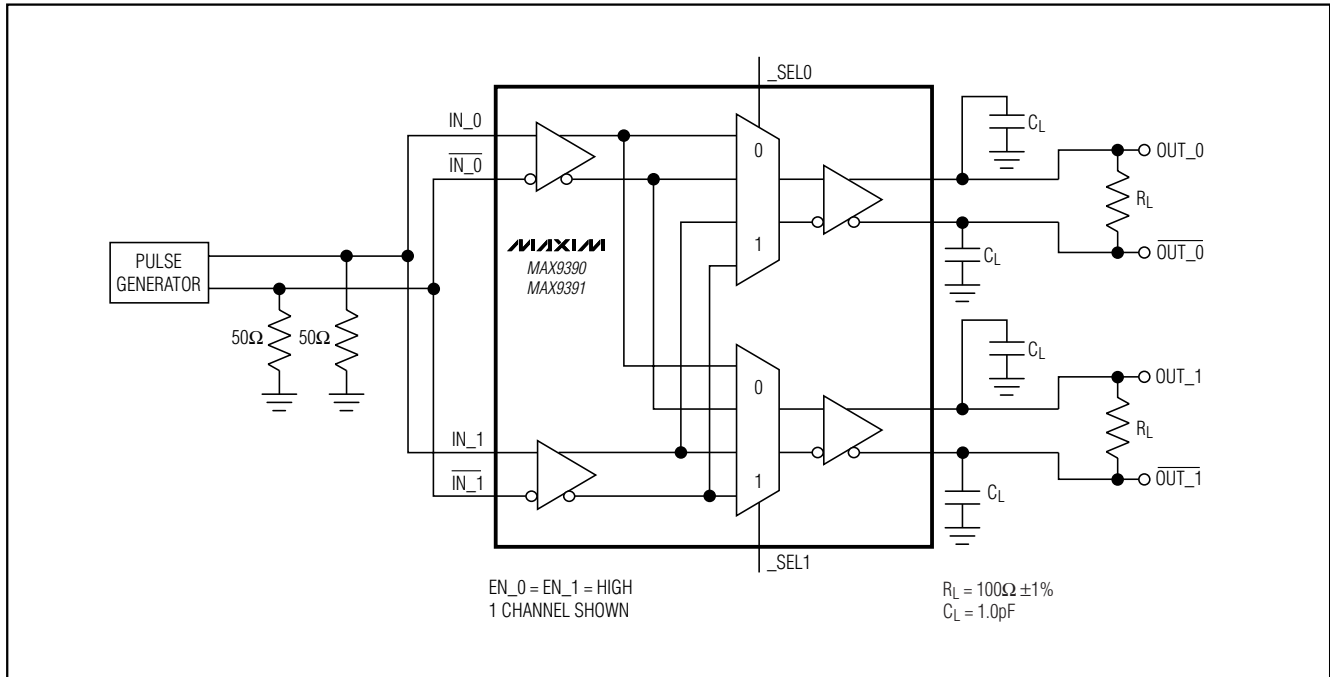 _SEL0
IN_0
IN_0
0
1
C_L
OUT_0
R_L
OUT_0
C_L
PULSE
GENERATOR
MAXIM
MAX9390
MAX9391
50Ω
50Ω
0
1
C_L
OUT_1
R_L
OUT_1
C_L
IN_1
IN_1
_SEL1
EN_0 = EN_1 = HIGH
1 CHANNEL SHOWN
R_L = 100Ω ±1%
C_L = 1.0pF